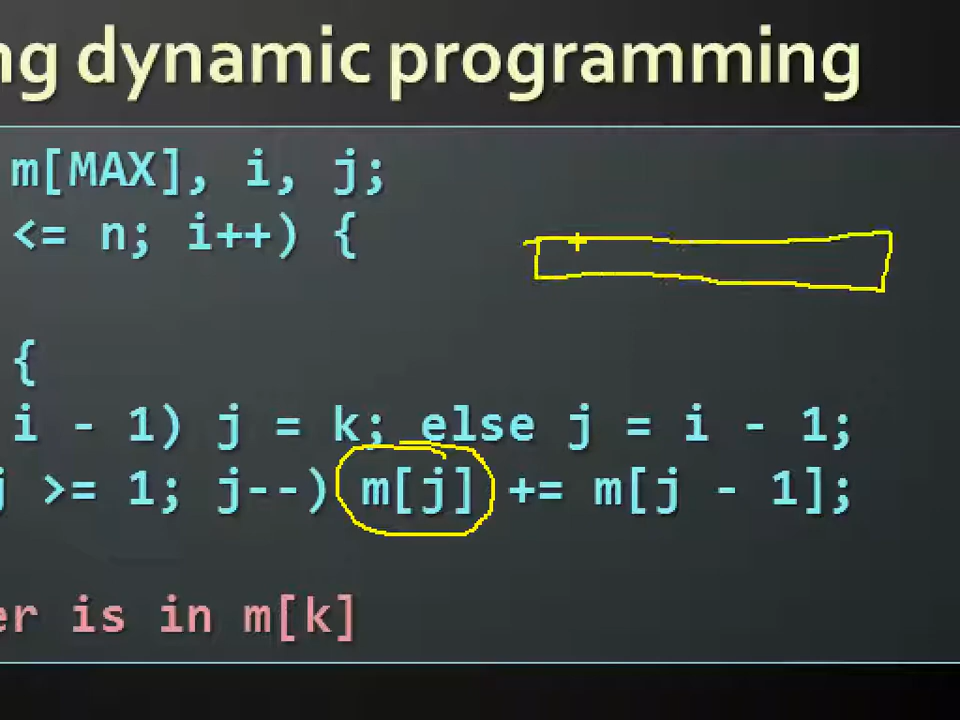 ng dynamic programming
m[MAX], i, j;
<= n; i++) {
{
i - 1) j = k; else j = i - 1;
j >= 1; j--) m[j] += m[j - 1];
er is in m[k]